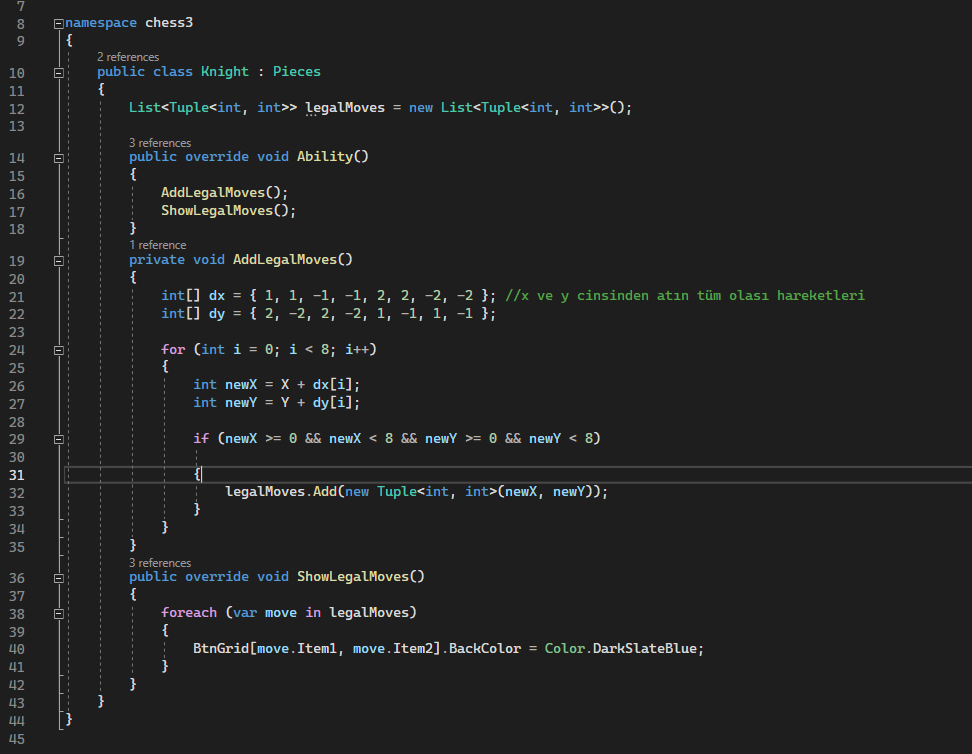 7
8 namespace chess3
9 {
2 references
10 public class Knight : Pieces
11 {
12 List<Tuple<int, int>> legalMoves = new List<Tuple<int, int>>();
13
3 references
14 public override void Ability()
15 {
16 AddLegalMoves();
17 ShowLegalMoves();
18 }
1 reference
19 private void AddLegalMoves()
20 {
21 int[] dx = { 1, 1, -1, -1, 2, 2, -2, -2 }; //x ve y cinsinden atın tüm olası hareketleri
22 int[] dy = { 2, -2, 2, -2, 1, -1, 1, -1 };
23
24 for (int i = 0; i < 8; i++)
25 {
26 int newX = X + dx[i];
27 int newY = Y + dy[i];
28
29 if (newX >= 0 && newX < 8 && newY >= 0 && newY < 8)
30
31 {
32 legalMoves.Add(new Tuple<int, int>(newX, newY));
33 }
34 }
35 }
3 references
36 public override void ShowLegalMoves()
37 {
38 foreach (var move in legalMoves)
39 {
40 BtnGrid[move.Item1, move.Item2].BackColor = Color.DarkSlateBlue;
41 }
42 }
43 }
44 }
45